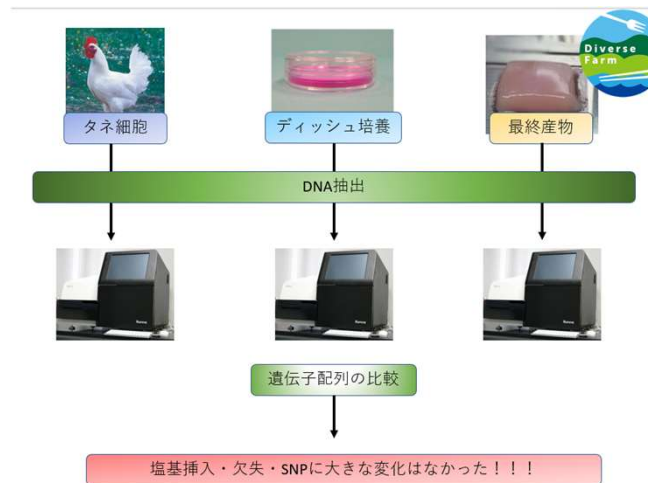 Diverse
Farm
タネ細胞
ディッシュ培養
最終産物
DNA抽出
遺伝子配列の比較
塩基挿入・欠失・SNPに大きな変化はなかった！！！